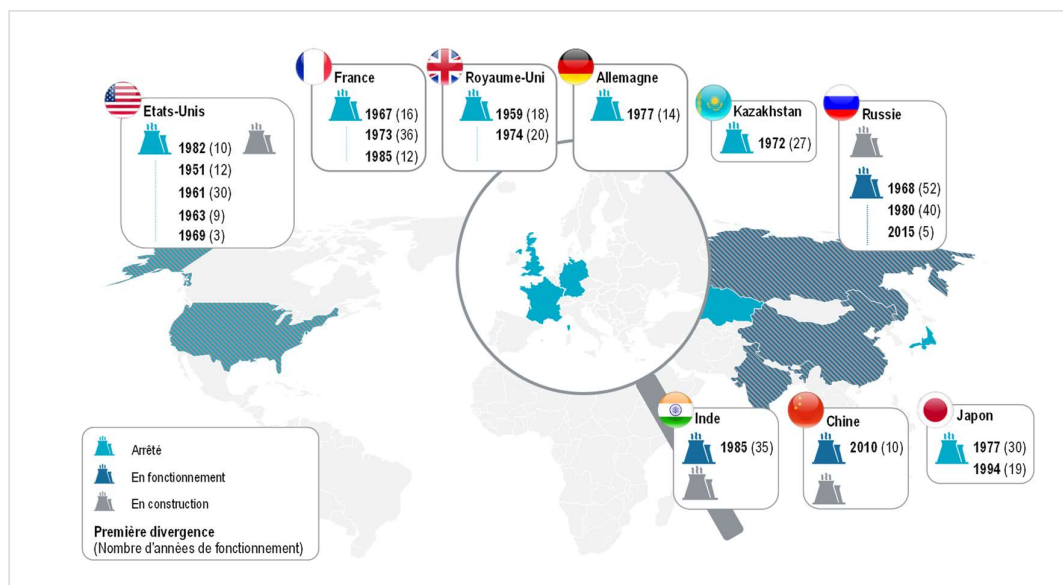 Etats-Unis
1982 (10)
1951 (12)
1961 (30)
1963 (9)
1969 (3)
France
1967 (16)
1973 (36)
1985 (12)
Royaume-Uni
1959 (18)
1974 (20)
Allemagne
1977 (14)
Kazakhstan
1972 (27)
Russie
1968 (52)
1980 (40)
2015 (5)
Inde
1985 (35)
Chine
2010 (10)
Japon
1977 (30)
1994 (19)
Arrêté
En fonctionnement
En construction
Première divergence
(Nombre d'années de fonctionnement)